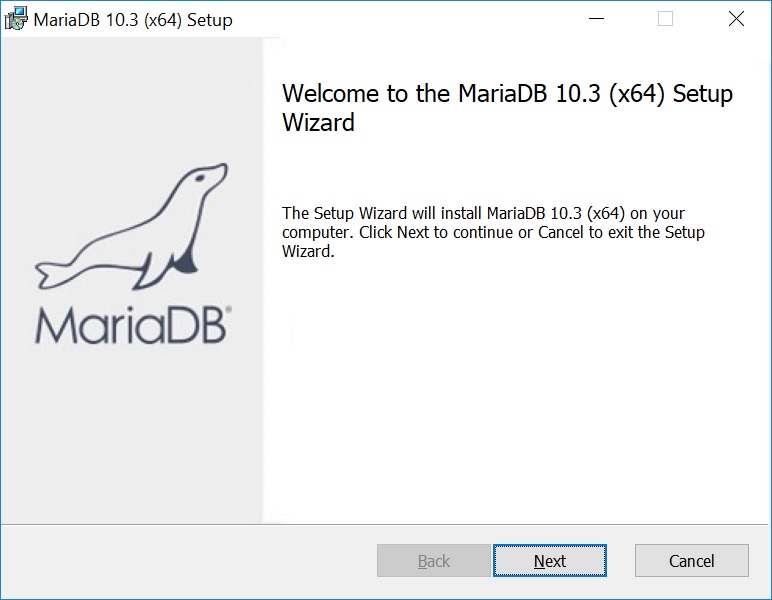 MariaDB 10.3 (x64) Setup
Welcome to the MariaDB 10.3 (x64) Setup
Wizard
The Setup Wizard will install MariaDB 10.3 (x64) on your
computer. Click Next to continue or Cancel to exit the Setup
Wizard.
MariaDB®
Back
Next
Cancel